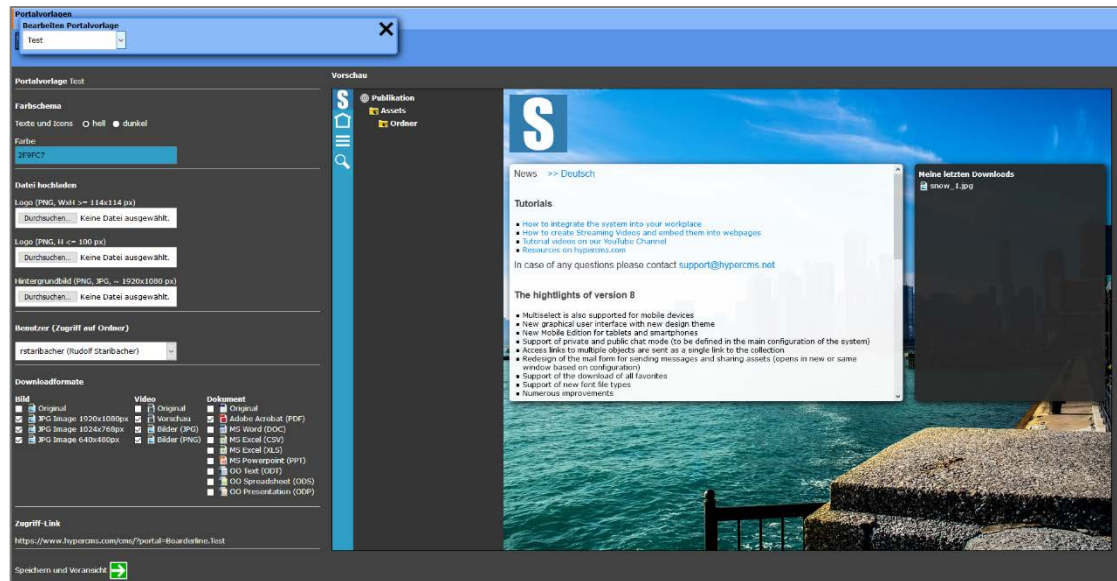 Portalvorlagen
Bearbeiten Portalvorlage
Test
Portalvorlage Test
Farbschema
Texte und Icons hell dunkel
Farbe
2F9FC7
Datei hochladen
Logo (PNG, WxH >= 114x114 px)
Durchsuchen... Keine Datei ausgewählt.
Logo (PNG, H <= 100 px)
Durchsuchen... Keine Datei ausgewählt.
Hintergrundbild (PNG, JPG, ~ 1920x1080 px)
Durchsuchen... Keine Datei ausgewählt.
Benutzer (Zugriff auf Ordner)
rstaribacher (Rudolf Staribacher)
Downloadformate
Bild Video Dokument
Original Original Original
JPG Image 1920x1080px Vorschau Adobe Acrobat (PDF)
JPG Image 1024x768px Bilder (JPG) MS Word (DOC)
JPG Image 640x480px Bilder (PNG) MS Excel (CSV)
MS Excel (XLS)
MS Powerpoint (PPT)
OO Text (ODT)
OO Spreadsheet (ODS)
OO Presentation (ODP)
Zugriff-Link
https://www.hypercms.com/cms/?portal=Boarderline.Test
Speichern und Voransicht
Vorschau
S
Publikation
Assets
Ordner
S
News >> Deutsch
Tutorials
How to integrate the system into your workplace
How to create Streaming Videos and embed them into webpages
Tutorial videos on our YouTube Channel
Resources on hypercms.com
In case of any questions please contact support@hypercms.net
The hightlights of version 8
Multiselect is also supported for mobile devices
New graphical user interface with new design theme
New Mobile Edition for tablets and smartphones
Support of private and public chat mode (to be defined in the main configuration of the system)
Access links to multiple objects are sent as a single link to the collection
Redesign of the mail form for sending messages and sharing assets (opens in new or same
window based on configuration)
Support of the download of all favorites
Support of new font file types
Numerous improvements
Meine letzten Downloads
snow_1.jpg